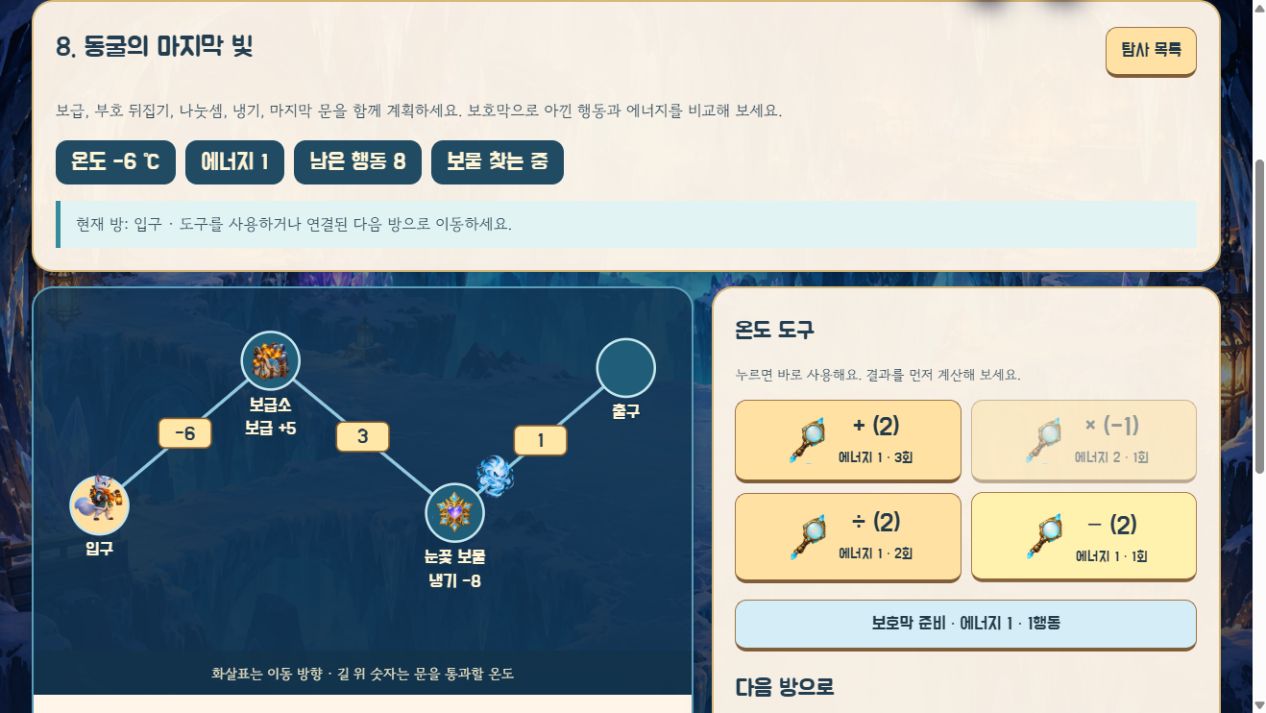 8. 동굴의 마지막 빛
탐사 목록
보급, 부호 뒤집기, 나눗셈, 냉기, 마지막 문을 함께 계획하세요. 보호막으로 아낀 행동과 에너지를 비교해 보세요.
온도 -6 ℃
에너지 1
남은 행동 8
보물 찾는 중
현재 방: 입구 · 도구를 사용하거나 연결된 다음 방으로 이동하세요.
보급소
보급 +5
출구
-6
3
1
입구
눈꽃 보물
냉기 -8
화살표는 이동 방향 · 길 위 숫자는 문을 통과할 온도
온도 도구
누르면 바로 사용해요. 결과를 먼저 계산해 보세요.
+ (2)
에너지 1 · 3회
× (-1)
에너지 2 · 1회
÷ (2)
에너지 1 · 2회
− (2)
에너지 1 · 1회
보호막 준비 · 에너지 1 · 1행동
다음 방으로